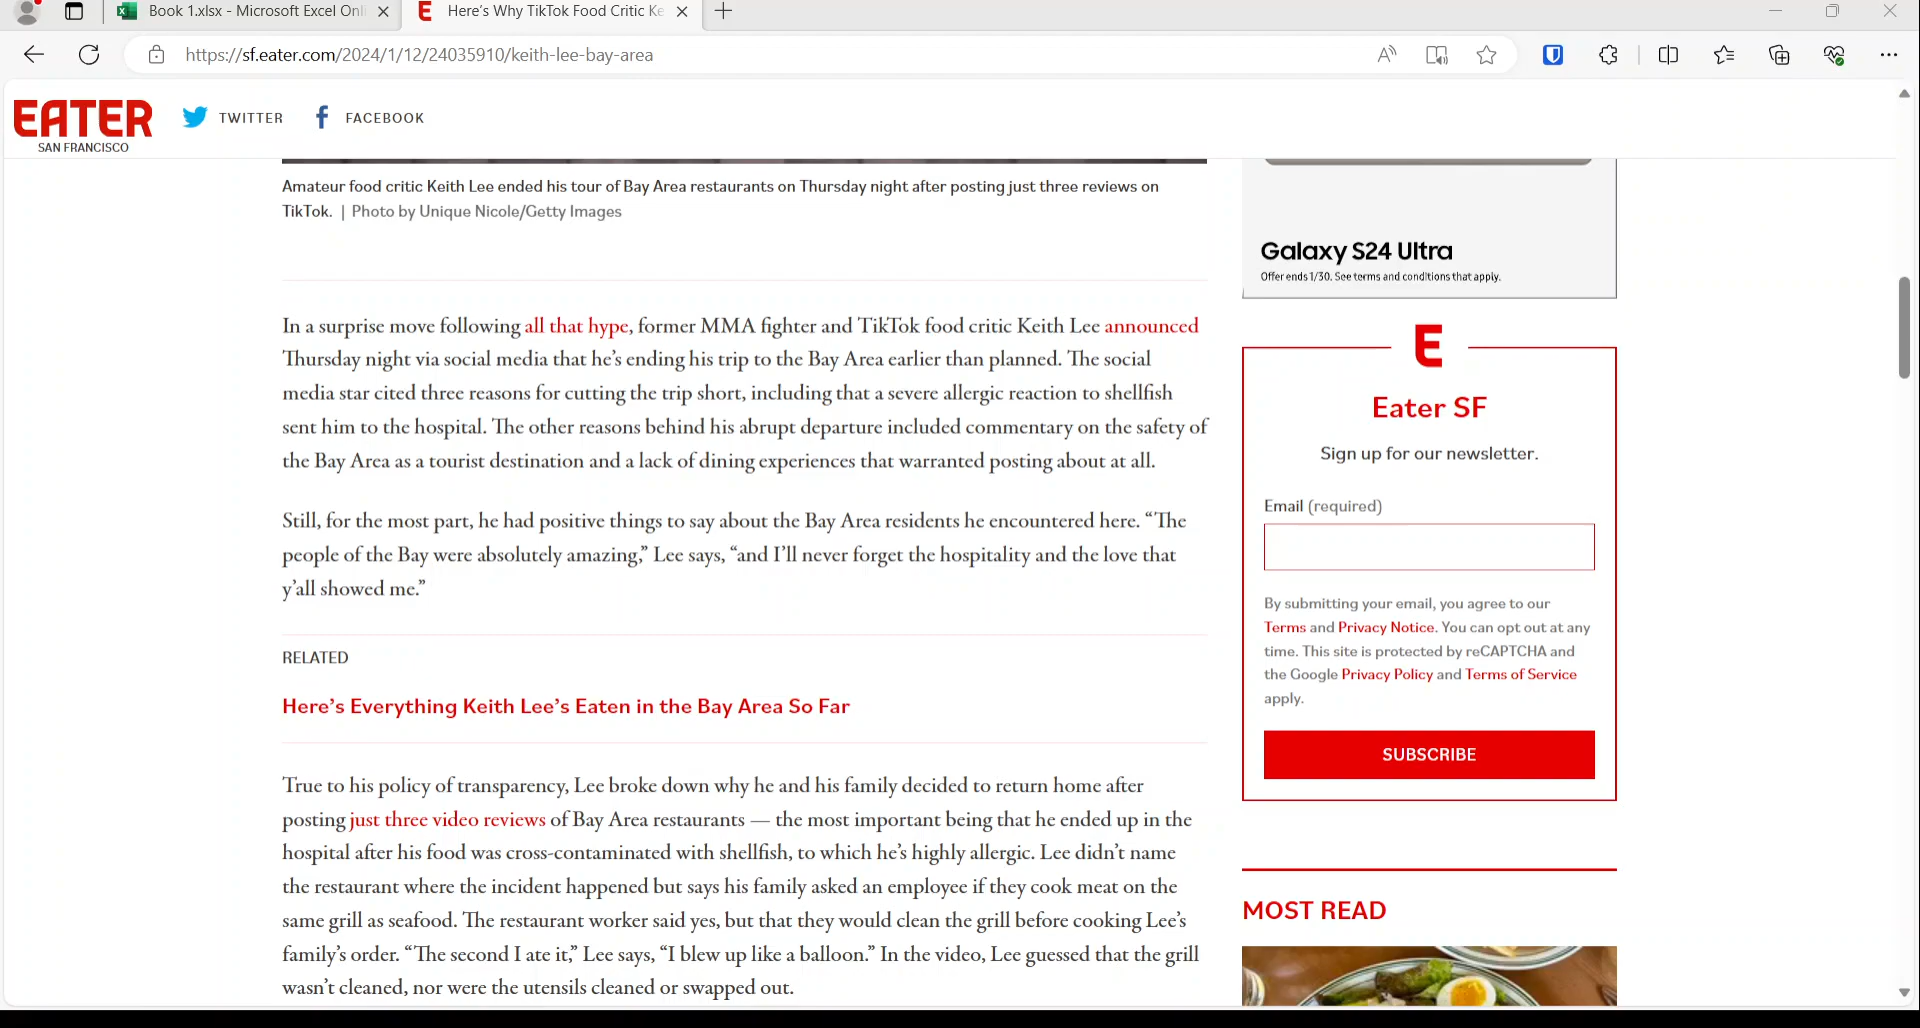 Book 1.xlsx - Microsoft Excel Onli
Here's Why TikTok Food Critic Ke
https://sf.eater.com/2024/1/12/24035910/keith-lee-bay-area
EATER
SAN FRANCISCO
TWITTER
FACEBOOK
Amateur food critic Keith Lee ended his tour of Bay Area restaurants on Thursday night after posting just three reviews on
TikTok. | Photo by Unique Nicole/Getty Images
In a surprise move following all that hype, former MMA fighter and TikTok food critic Keith Lee announced
Thursday night via social media that he's ending his trip to the Bay Area earlier than planned. The social
media star cited three reasons for cutting the trip short, including that a severe allergic reaction to shellfish
sent him to the hospital. The other reasons behind his abrupt departure included commentary on the safety of
the Bay Area as a tourist destination and a lack of dining experiences that warranted posting about at all.
Still, for the most part, he had positive things to say about the Bay Area residents he encountered here. “The
people of the Bay were absolutely amazing,” Lee says, “and I'll never forget the hospitality and the love that
y'all showed me.”
RELATED
Here's Everything Keith Lee's Eaten in the Bay Area So Far
True to his policy of transparency, Lee broke down why he and his family decided to return home after
posting just three video reviews of Bay Area restaurants — the most important being that he ended up in the
hospital after his food was cross-contaminated with shellfish, to which he's highly allergic. Lee didn't name
the restaurant where the incident happened but says his family asked an employee if they cook meat on the
same grill as seafood. The restaurant worker said yes, but that they would clean the grill before cooking Lee's
family's order. “The second I ate it,” Lee says, “I blew up like a balloon.” In the video, Lee guessed that the grill
wasn't cleaned, nor were the utensils cleaned or swapped out.
Galaxy S24 Ultra
Offer ends 1/30. See terms and conditions that apply.
E
Eater SF
Sign up for our newsletter.
Email (required)
By submitting your email, you agree to our
Terms and Privacy Notice. You can opt out at any
time. This site is protected by reCAPTCHA and
the Google Privacy Policy and Terms of Service
apply.
SUBSCRIBE
MOST READ